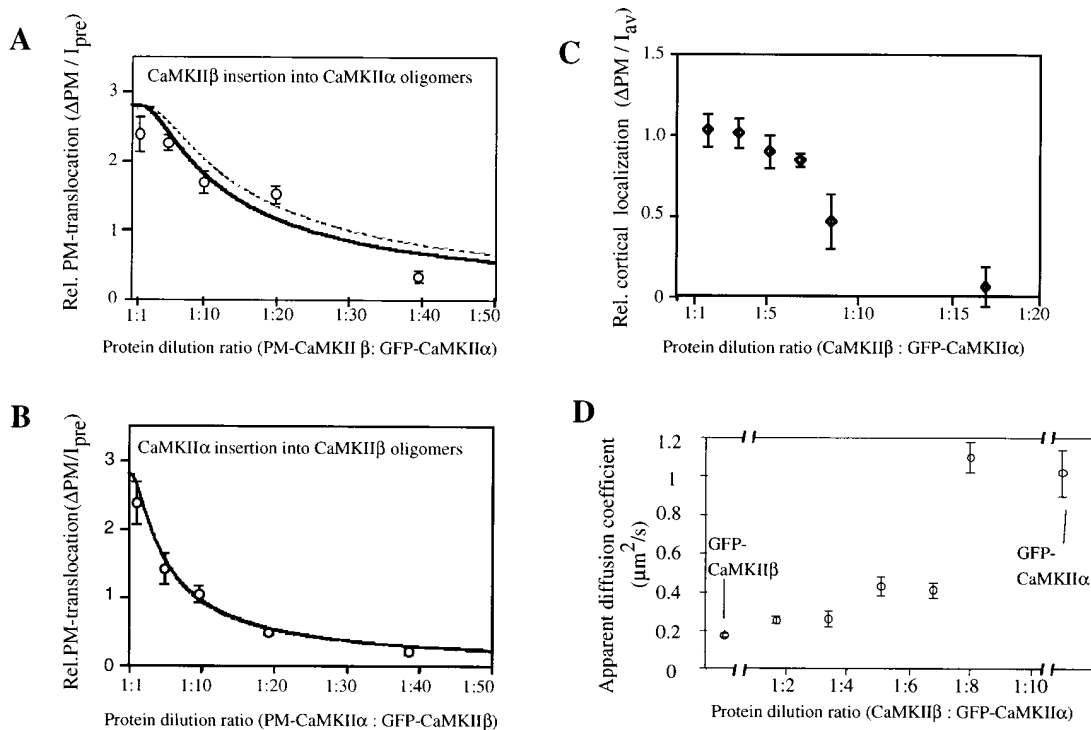 A
Rel. PM-translocation (ΔPM / Ipre)
CaMKIIβ insertion into CaMKIIα oligomers
3
2
1
0
1:1 1:10 1:20 1:30 1:40 1:50
Protein dilution ratio (PM-CaMKII β: GFP-CaMKIIα)
B
Rel.PM-translocation(ΔPM/Ipre)
CaMKIIα insertion into CaMKIIβ oligomers
3
2
1
0
1:1 1:10 1:20 1:30 1:40 1:50
Protein dilution ratio (PM-CaMKIIα : GFP-CaMKIIβ)
C
Rel. cortical localization (ΔPM / Iav)
1.5
1.0
0.5
0
1:1 1:5 1:10 1:15 1:20
Protein dilution ratio (CaMKIIβ : GFP-CaMKIIα)
D
Apparent diffusion coefficient
(μm²/s)
1.2
1
0.8
0.6
0.4
0.2
0
GFP-
CaMKIIβ
GFP-
CaMKIIα
1:2 1:4 1:6 1:8 1:10
Protein dilution ratio (CaMKIIβ : GFP-CaMKIIα)